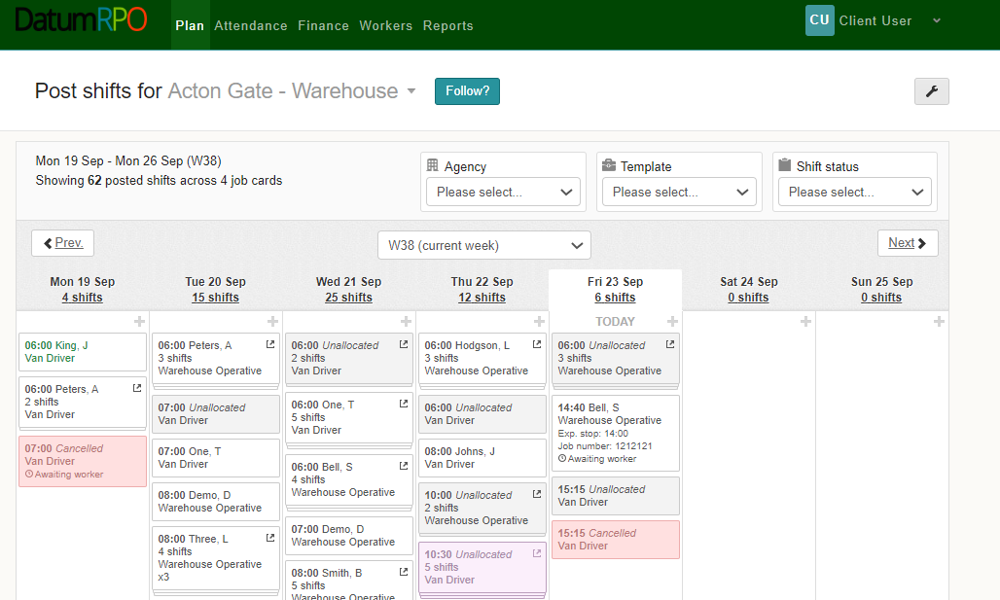 DatumRPO
Plan Attendance Finance Workers Reports
CU Client User
Post shifts for Acton Gate - Warehouse
Follow?
Mon 19 Sep - Mon 26 Sep (W38)
Showing 62 posted shifts across 4 job cards
Agency
Please select...
Template
Please select...
Shift status
Please select...
Prev.
W38 (current week)
Next
Mon 19 Sep
4 shifts
Tue 20 Sep
15 shifts
Wed 21 Sep
25 shifts
Thu 22 Sep
12 shifts
Fri 23 Sep
6 shifts
Sat 24 Sep
0 shifts
Sun 25 Sep
0 shifts
TODAY
06:00 King, J
Van Driver
06:00 Peters, A
2 shifts
Van Driver
07:00 Cancelled
Van Driver
Awaiting worker
06:00 Peters, A
3 shifts
Warehouse Operative
07:00 Unallocated
Van Driver
07:00 One, T
Van Driver
08:00 Demo, D
Warehouse Operative
08:00 Three, L
4 shifts
Warehouse Operative
x3
06:00 Unallocated
2 shifts
Van Driver
06:00 One, T
5 shifts
Van Driver
06:00 Bell, S
4 shifts
Warehouse Operative
07:00 Demo, D
Warehouse Operative
08:00 Smith, B
5 shifts
Warehouse Operative
06:00 Hodgson, L
3 shifts
Warehouse Operative
06:00 Unallocated
Van Driver
08:00 Johns, J
Van Driver
10:00 Unallocated
2 shifts
Warehouse Operative
10:30 Unallocated
5 shifts
Van Driver
06:00 Unallocated
3 shifts
Warehouse Operative
14:40 Bell, S
Warehouse Operative
Exp. stop: 14:00
Job number: 1212121
Awaiting worker
15:15 Unallocated
Van Driver
15:15 Cancelled
Van Driver